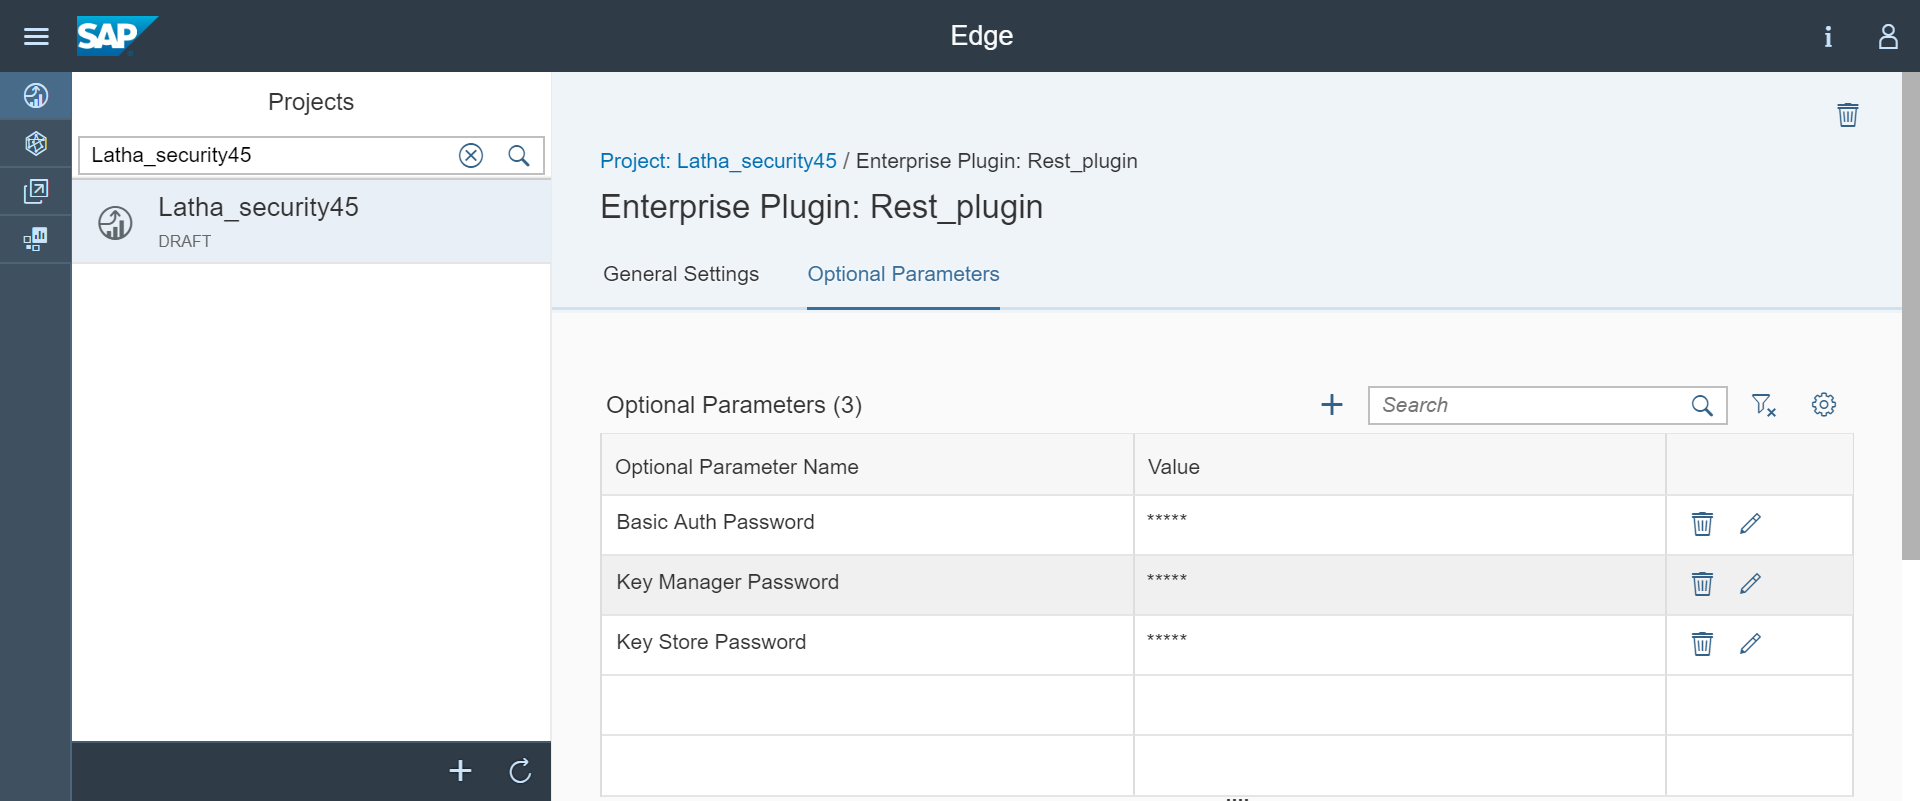 SAP
Edge
Projects
Latha_security45
Latha_security45
DRAFT
Project: Latha_security45 / Enterprise Plugin: Rest_plugin
Enterprise Plugin: Rest_plugin
General Settings
Optional Parameters
Optional Parameters (3)
Search
Optional Parameter Name
Value
Basic Auth Password
*****
Key Manager Password
*****
Key Store Password
*****